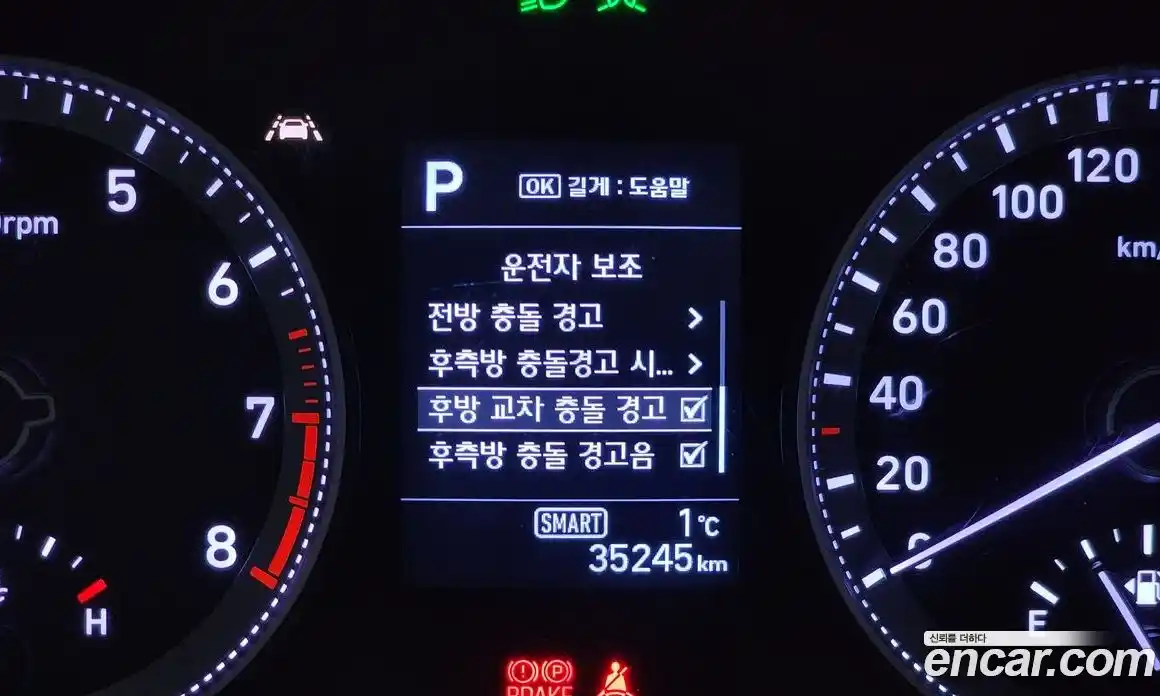 P
OK 길게 : 도움말
운전자 보조
전방 충돌 경고
후측방 충돌경고 시...
후방 교차 충돌 경고
후측방 충돌 경고음
SMART 1℃
35245 km
5
6
7
8
rpm
H
120
100
80
60
40
20
0
km/
E
BRAKE
신뢰를 더하다
encar.com